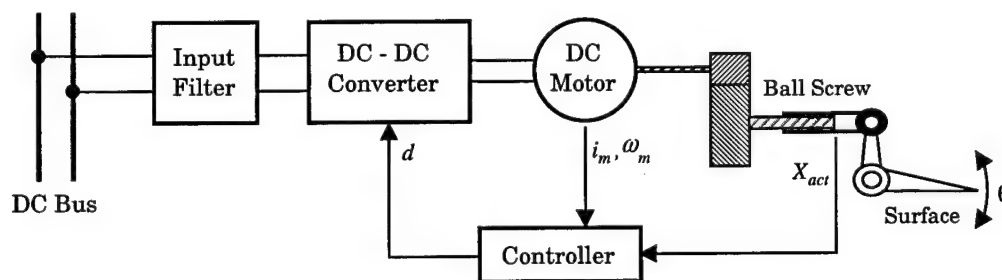 Input
Filter
DC - DC
Converter
DC
Motor
Ball Screw
d
i_m, ω_m
X_act
DC Bus
Surface
Controller